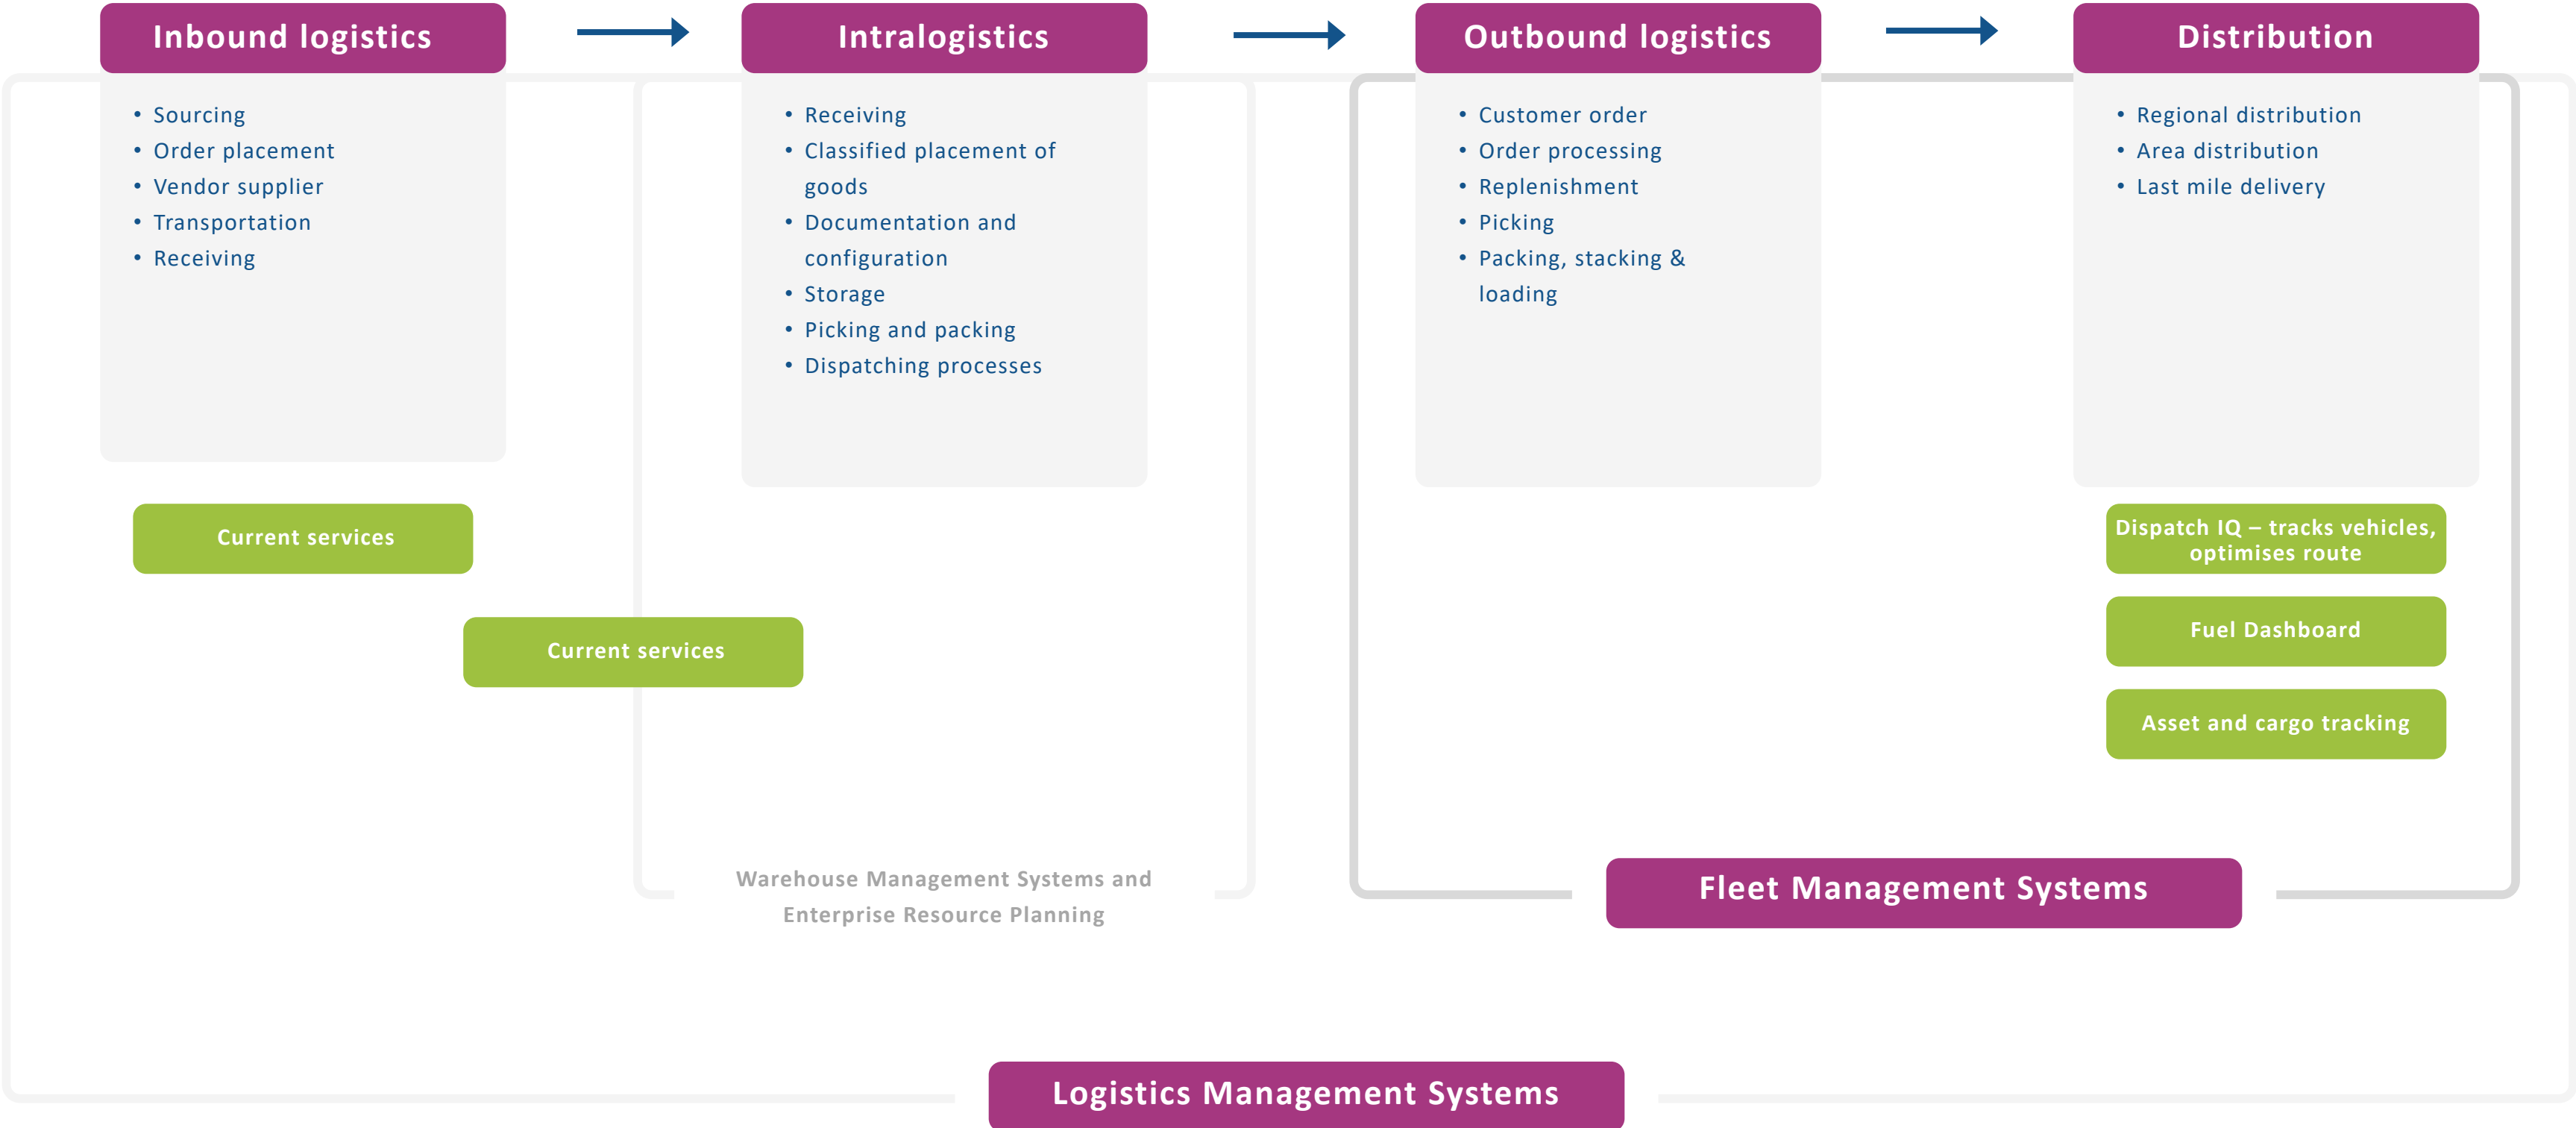 Inbound logistics
• Sourcing
• Order placement
• Vendor supplier
• Transportation
• Receiving
Intralogistics
• Receiving
• Classified placement of
goods
• Documentation and
configuration
• Storage
• Picking and packing
• Dispatching processes
Outbound logistics
• Customer order
• Order processing
• Replenishment
• Picking
• Packing, stacking &
loading
Distribution
• Regional distribution
• Area distribution
• Last mile delivery
Current services
Current services
Dispatch IQ – tracks vehicles,
optimises route
Fuel Dashboard
Asset and cargo tracking
Warehouse Management Systems and
Enterprise Resource Planning
Fleet Management Systems
Logistics Management Systems